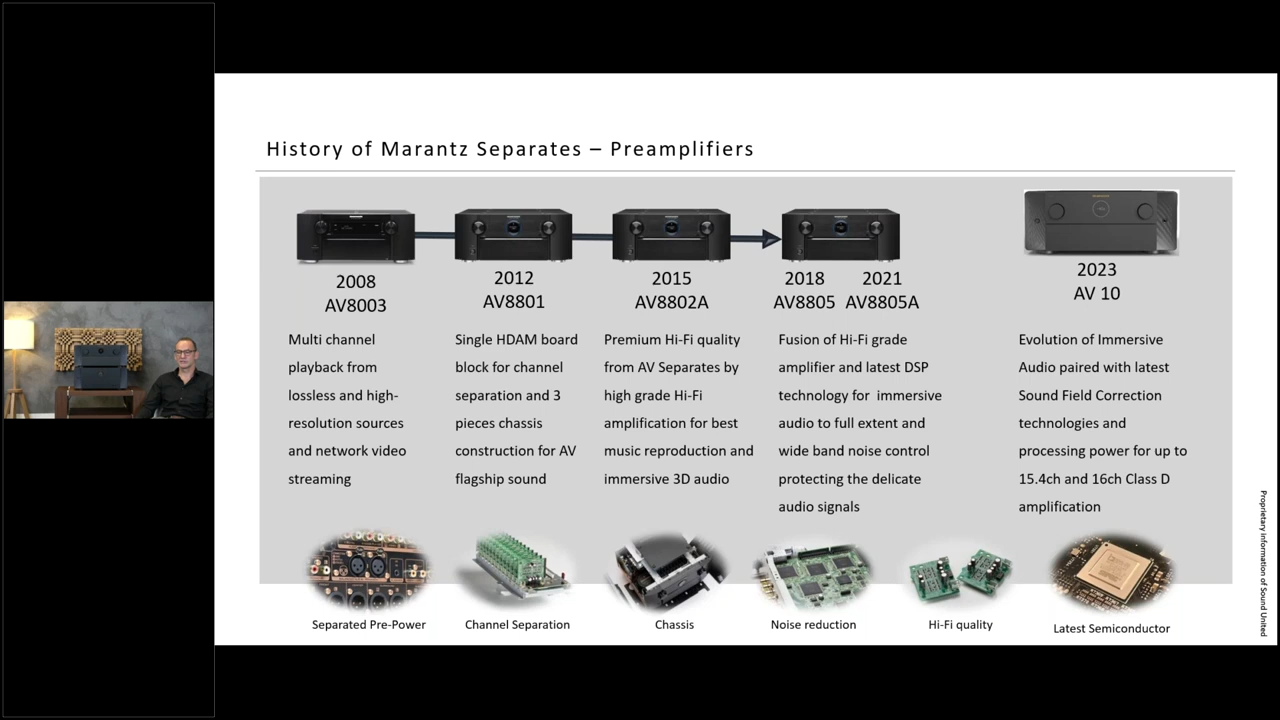 History of Marantz Separates – Preamplifiers
2008
AV8003
2012
AV8801
2015
AV8802A
2018
AV8805
2021
AV8805A
2023
AV 10
Multi channel
playback from
lossless and high-
resolution sources
and network video
streaming
Single HDAM board
block for channel
separation and 3
pieces chassis
construction for AV
flagship sound
Premium Hi-Fi quality
from AV Separates by
high grade Hi-Fi
amplification for best
music reproduction and
immersive 3D audio
Fusion of Hi-Fi grade
amplifier and latest DSP
technology for immersive
audio to full extent and
wide band noise control
protecting the delicate
audio signals
Evolution of Immersive
Audio paired with latest
Sound Field Correction
technologies and
processing power for up to
15.4ch and 16ch Class D
amplification
Separated Pre-Power
Channel Separation
Chassis
Noise reduction
Hi-Fi quality
Latest Semiconductor
Proprietary information of Sound United